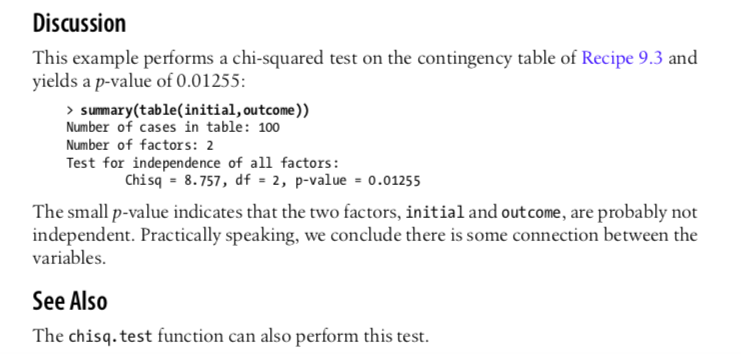 Discussion
This example performs a chi-squared test on the contingency table of Recipe 9.3 and
yields a p-value of 0.01255:
> summary(table(initial,outcome))
Number of cases in table: 100
Number of factors: 2
Test for independence of all factors:
Chisq = 8.757, df = 2, p-value = 0.01255
The small p-value indicates that the two factors, initial and outcome, are probably not
independent. Practically speaking, we conclude there is some connection between the
variables.
See Also
The chisq.test function can also perform this test.